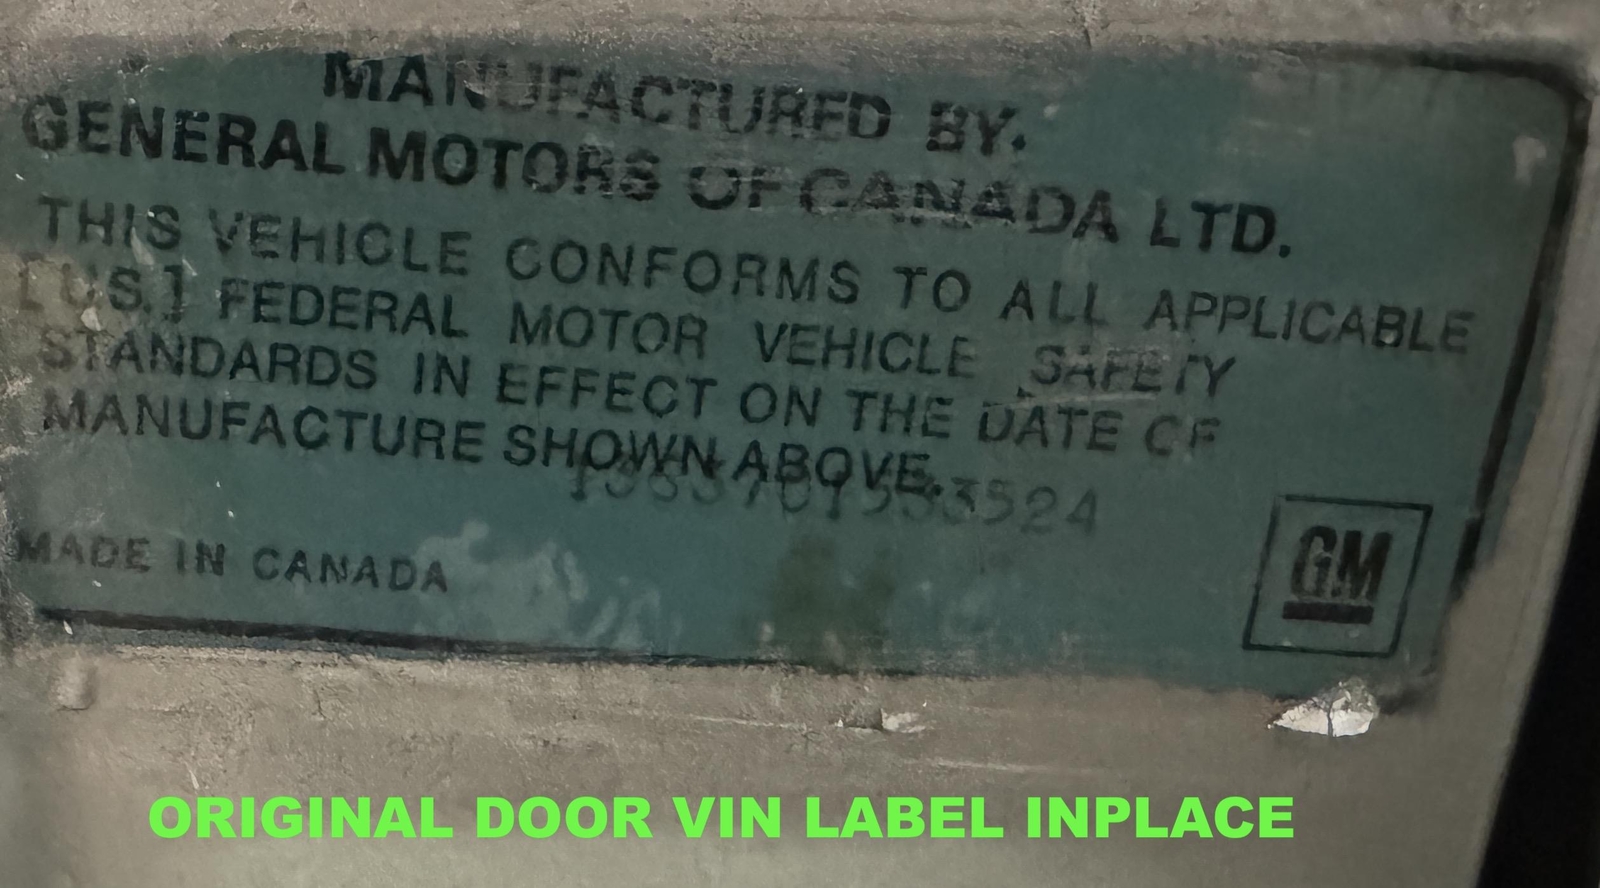 MANUFACTURED BY.
GENERAL MOTORS OF CANADA LTD.
THIS VEHICLE CONFORMS TO ALL APPLICABLE
[U.S.] FEDERAL MOTOR VEHICLE SAFETY
STANDARDS IN EFFECT ON THE DATE OF
MANUFACTURE SHOWN ABOVE.
MADE IN CANADA
GM
ORIGINAL DOOR VIN LABEL INPLACE